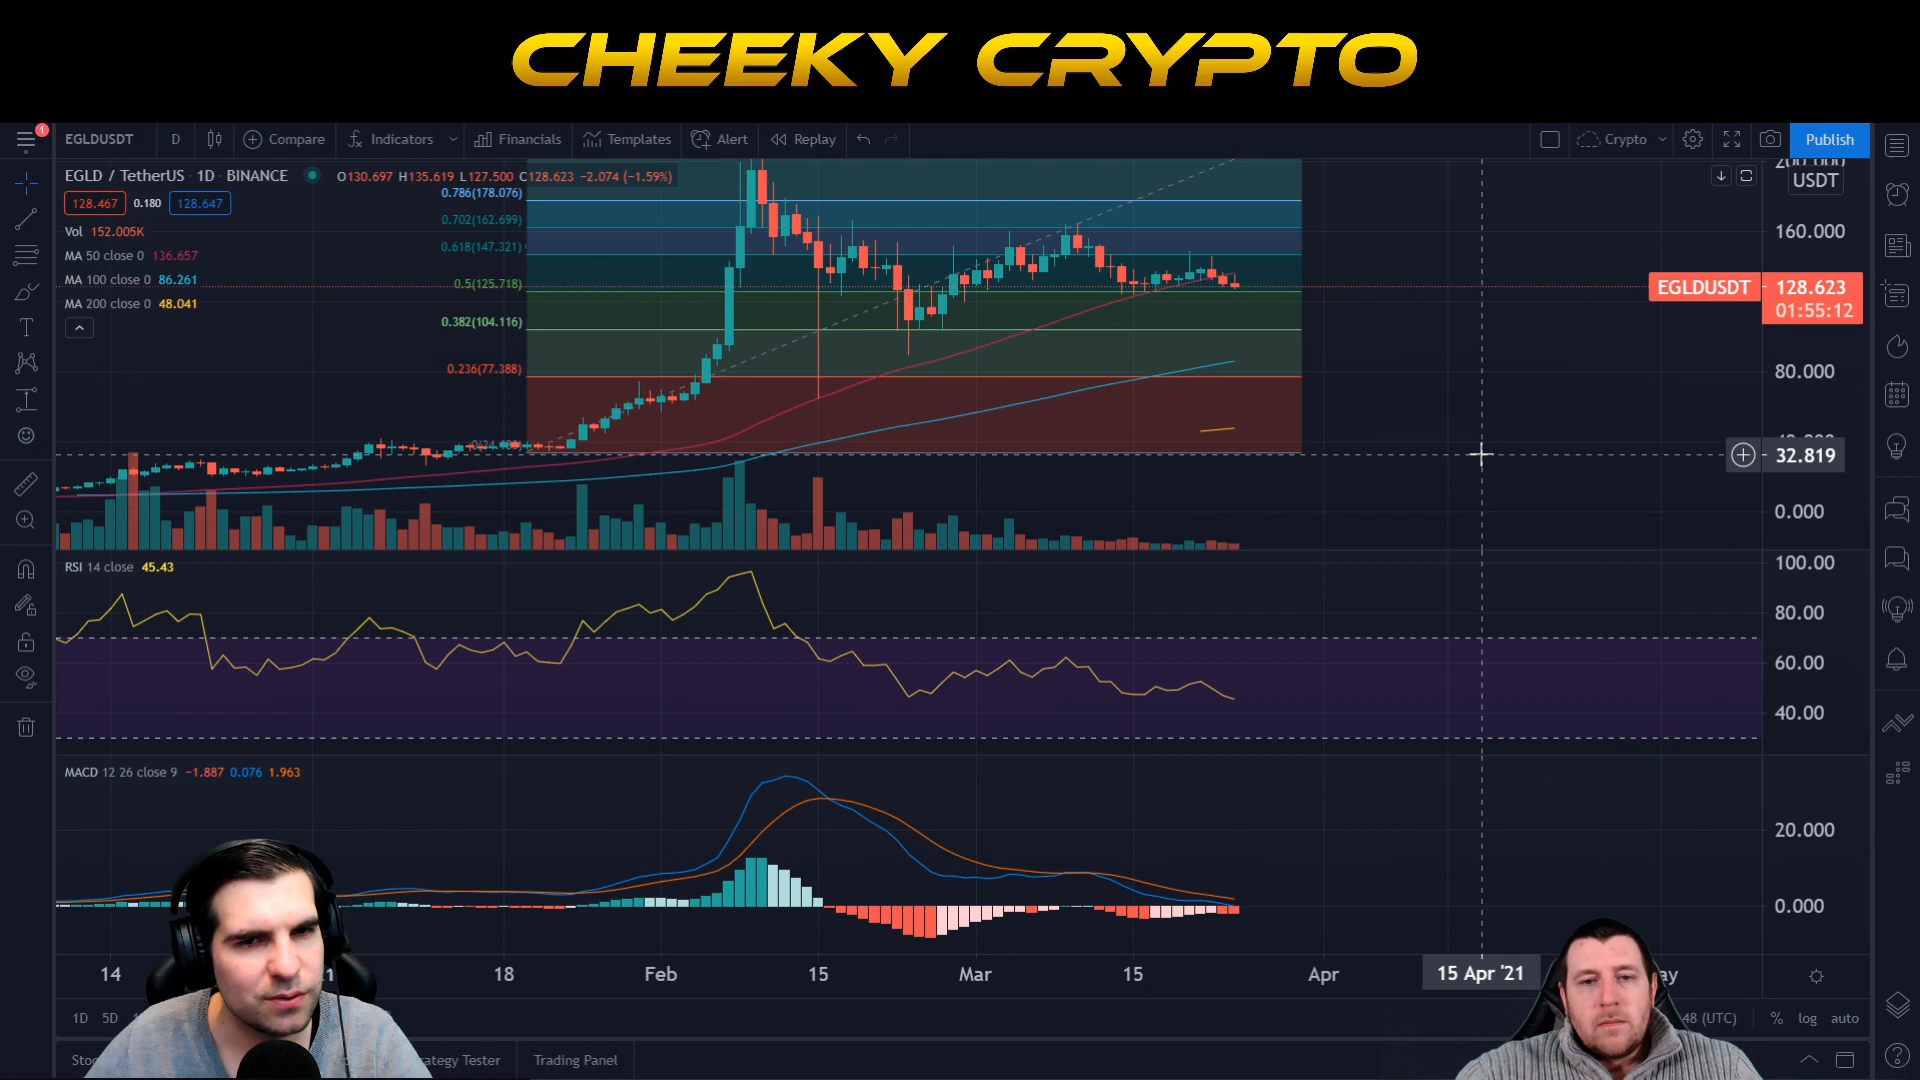 CHEEKY CRYPTO
1 EGLDUSDT D Compare Indicators Financials Templates Alert Replay Crypto Publish
EGLD / TetherUS · 1D · BINANCE O130.697 H135.619 L127.500 C128.623 −2.074 (−1.59%)
128.467 0.180 128.647
Vol 152.005K
MA 50 close 0 136.657
MA 100 close 0 86.261
MA 200 close 0 48.041
0.786(178.076)
0.702(162.699)
0.618(147.321)
0.5(125.718)
0.382(104.116)
0.236(77.388)
200.000
USDT
160.000
EGLDUSDT 128.623
01:55:12
80.000
32.819
0.000
RSI 14 close 45.43
100.00
80.00
60.00
40.00
MACD 12 26 close 9 −1.887 0.076 1.963
20.000
0.000
14 18 Feb 15 Mar 15 Apr 15 Apr '21
1D 5D (UTC) % log auto
Trading Panel